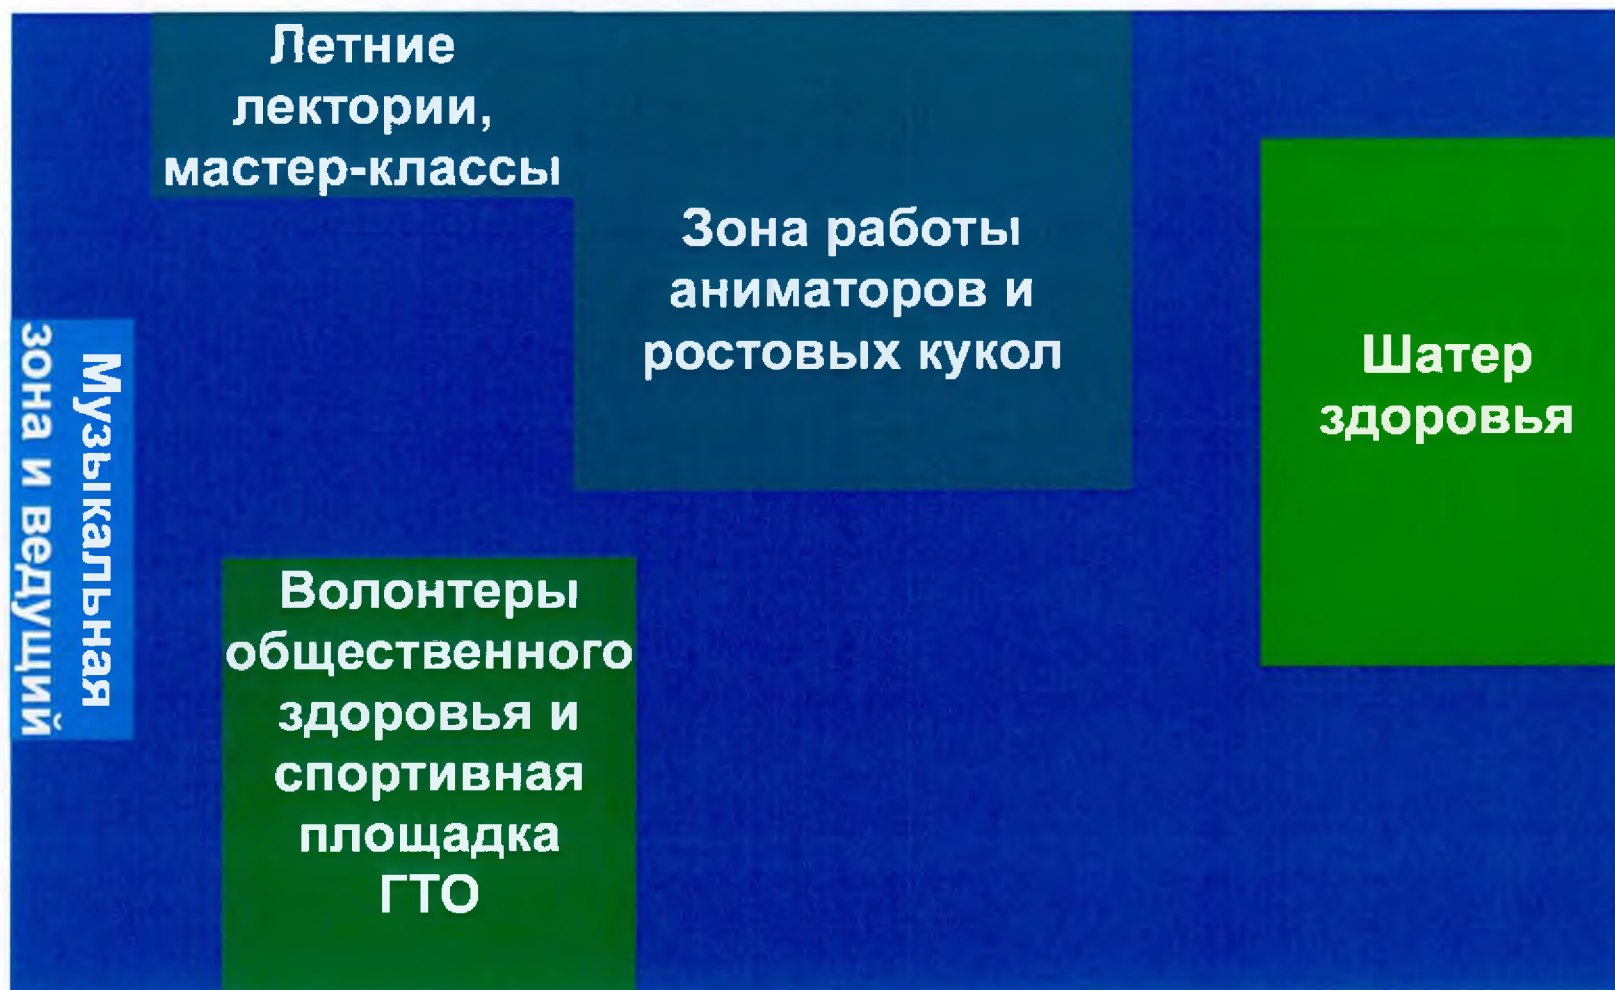 Летние
лектории,
мастер-классы
Зона работы
аниматоров и
ростовых кукол
Шатер
здоровья
Музыкальная
зона и ведущий
Волонтеры
общественного
здоровья и
спортивная
площадка
ГТО